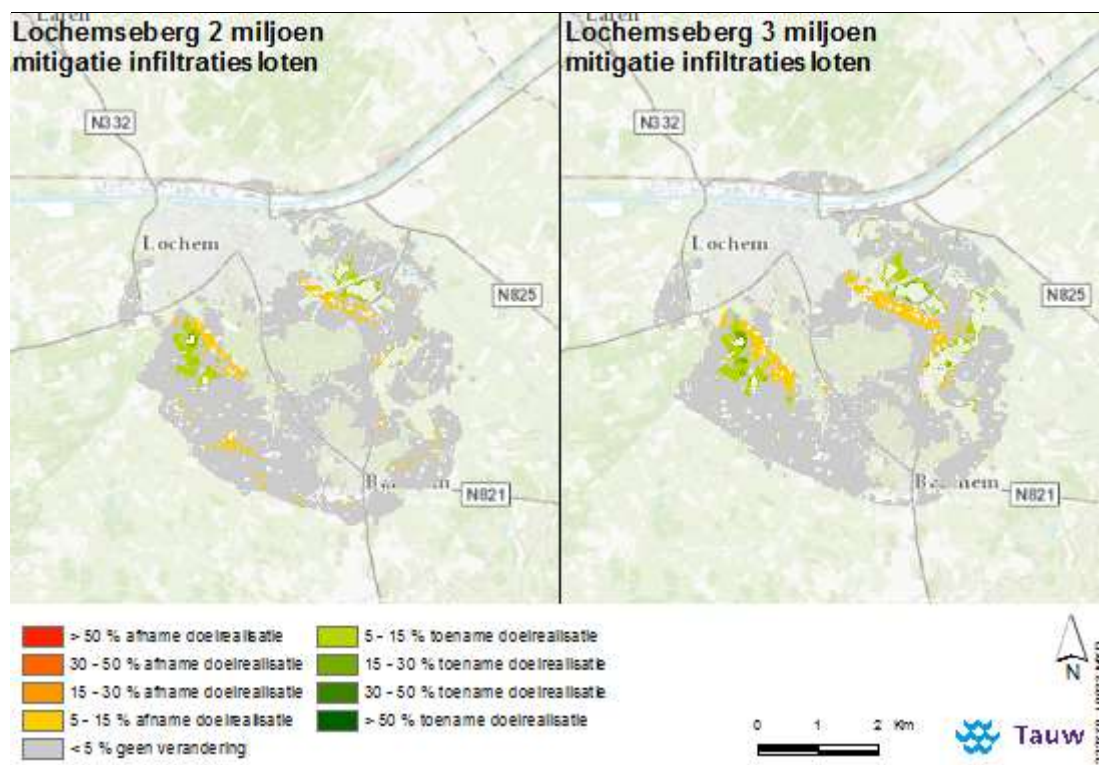 Laren
Laren
Lochemseberg 2 miljoen
mitigatie infiltraties loten
Lochemseberg 3 miljoen
mitigatie infiltraties loten
N332
N332
Lochem
Lochem
N825
N825
N821
N821
> 50 % afname doelrealisatie
30 - 50 % afname doelrealisatie
15 - 30 % afname doelrealisatie
5 - 15 % afname doelrealisatie
< 5 % geen verandering
5 - 15 % toename doelrealisatie
15 - 30 % toename doelrealisatie
30 - 50 % toename doelrealisatie
> 50 % toename doelrealisatie
0 1 2 Km
N
Tauw